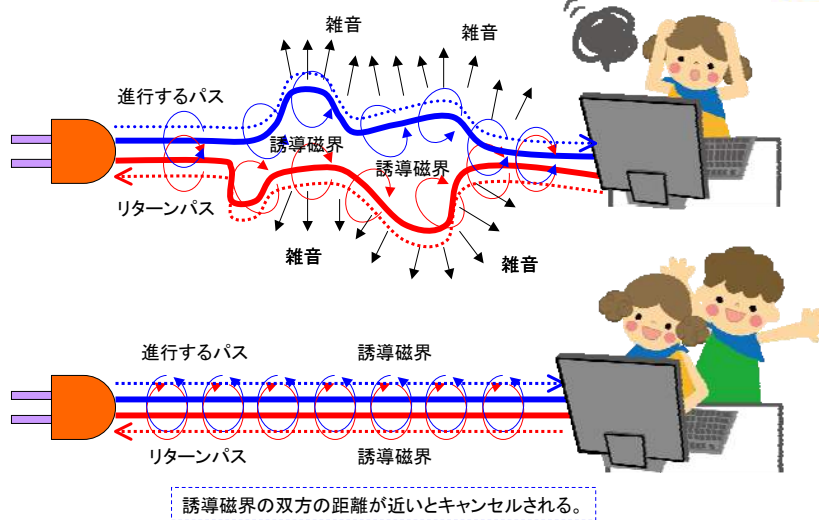 雑音
雑音
進行するパス
誘導磁界
誘導磁界
リターンパス
雑音
雑音
進行するパス
誘導磁界
リターンパス
誘導磁界
誘導磁界の双方の距離が近いとキャンセルされる。